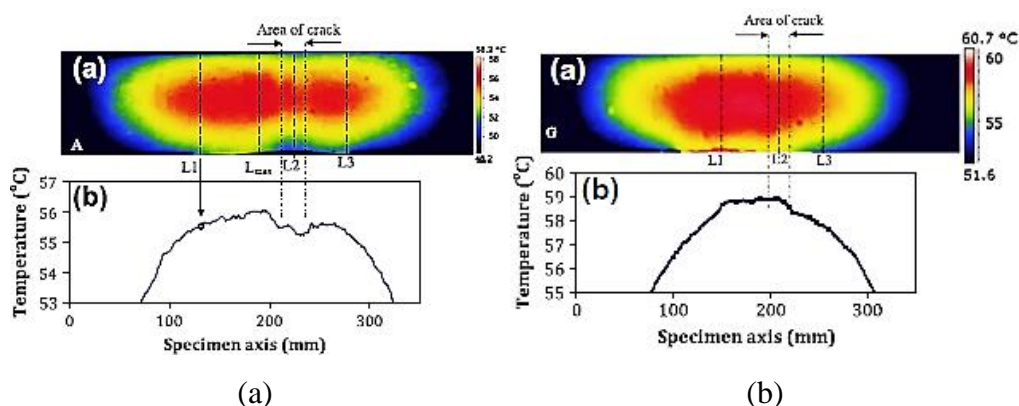 Area of crack
58.2 °C
58
56
54
52
50
(a)
A
L1
Lmax
L2
L3
57
56
55
54
53
Temperature (°C)
(b)
0
100
200
300
Specimen axis (mm)
(a)
Area of crack
60.7 °C
60
55
51.6
(a)
G
L1
L2
L3
60
59
58
57
56
55
Temperature (°C)
(b)
0
100
200
300
Specimen axis (mm)
(b)